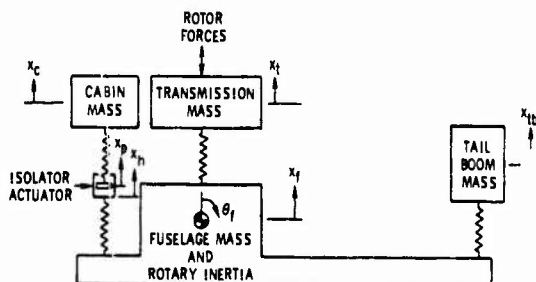 ROTOR
FORCES
x_c
CABIN
MASS
TRANSMISSION
MASS
x_t
x_tb
TAIL
BOOM
MASS
x_p
x_h
ISOLATOR
ACTUATOR
x_f
θ_f
FUSELAGE MASS
AND
ROTARY INERTIA